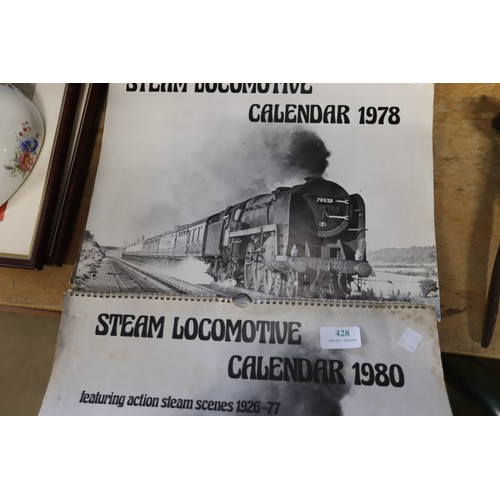 STEAM LOCOMOTIVE
CALENDAR 1978
70038
STEAM LOCOMOTIVE
428
CALENDAR 1980
featuring action steam scenes 1926-77